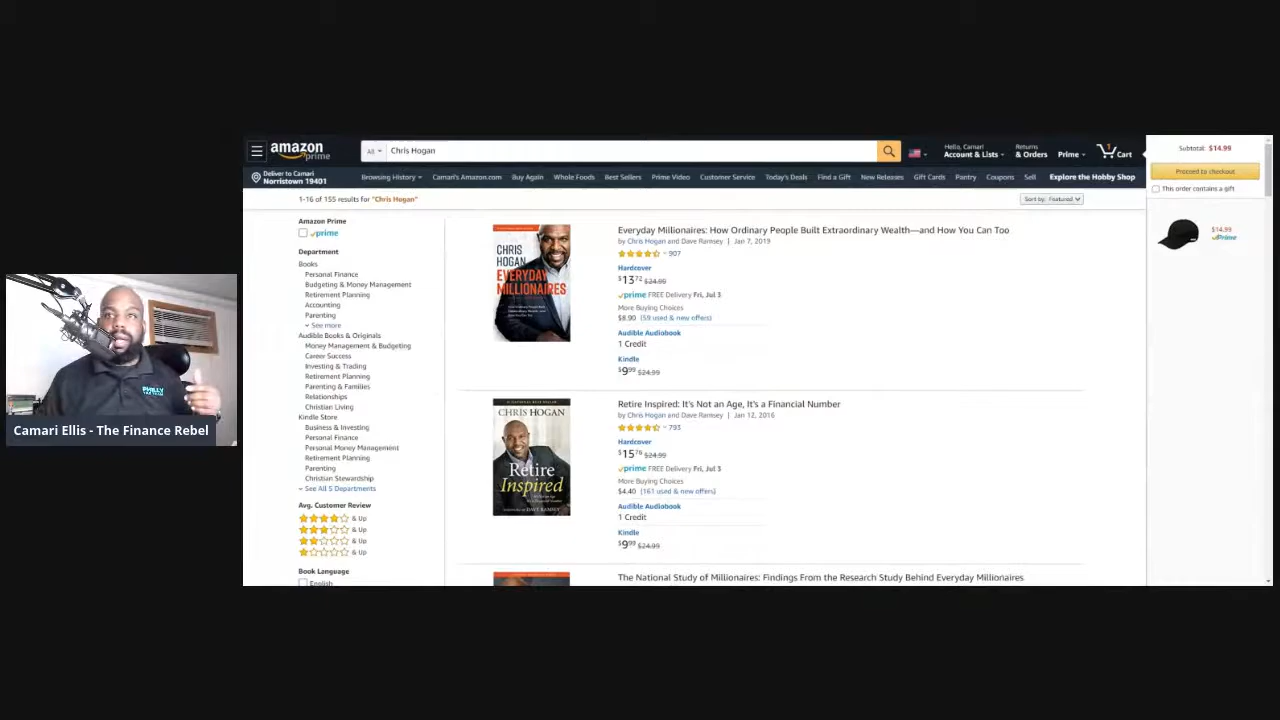 amazon
prime
All
Chris Hogan
Hello, Camari!
Account & Lists
Returns
& Orders
Prime
1
Cart
Deliver to Camari
Norristown 19401
Browsing History
Camari's Amazon.com
Buy Again
Whole Foods
Best Sellers
Prime Video
Customer Service
Today's Deals
Find a Gift
New Releases
Gift Cards
Pantry
Coupons
Sell
Explore the Hobby Shop
Subtotal: $14.99
Proceed to checkout
This order contains a gift
$14.99
Prime
1-16 of 155 results for "Chris Hogan"
Sort by: Featured
Amazon Prime
prime
Department
Books
Personal Finance
Budgeting & Money Management
Retirement Planning
Accounting
Parenting
See more
Audible Books & Originals
Money Management & Budgeting
Career Success
Investing & Trading
Retirement Planning
Parenting & Families
Relationships
Christian Living
Kindle Store
Business & Investing
Personal Finance
Personal Money Management
Retirement Planning
Parenting
Christian Stewardship
See All 5 Departments
Avg. Customer Review
& Up
& Up
& Up
& Up
Book Language
English
CHRIS
HOGAN
EVERYDAY
MILLIONAIRES
Everyday Millionaires: How Ordinary People Built Extraordinary Wealth—and How You Can Too
by Chris Hogan and Dave Ramsey | Jan 7, 2019
907
Hardcover
$13.72 $24.99
prime FREE Delivery Fri, Jul 3
More Buying Choices
$8.90 (59 used & new offers)
Audible Audiobook
1 Credit
Kindle
$9.99 $24.99
CHRIS HOGAN
Retire
Inspired
Retire Inspired: It's Not an Age, It's a Financial Number
by Chris Hogan and Dave Ramsey | Jan 12, 2016
793
Hardcover
$15.76 $24.99
prime FREE Delivery Fri, Jul 3
More Buying Choices
$4.40 (161 used & new offers)
Audible Audiobook
1 Credit
Kindle
$9.99 $24.99
The National Study of Millionaires: Findings From the Research Study Behind Everyday Millionaires
PHILLY
Camari Ellis - The Finance Rebel